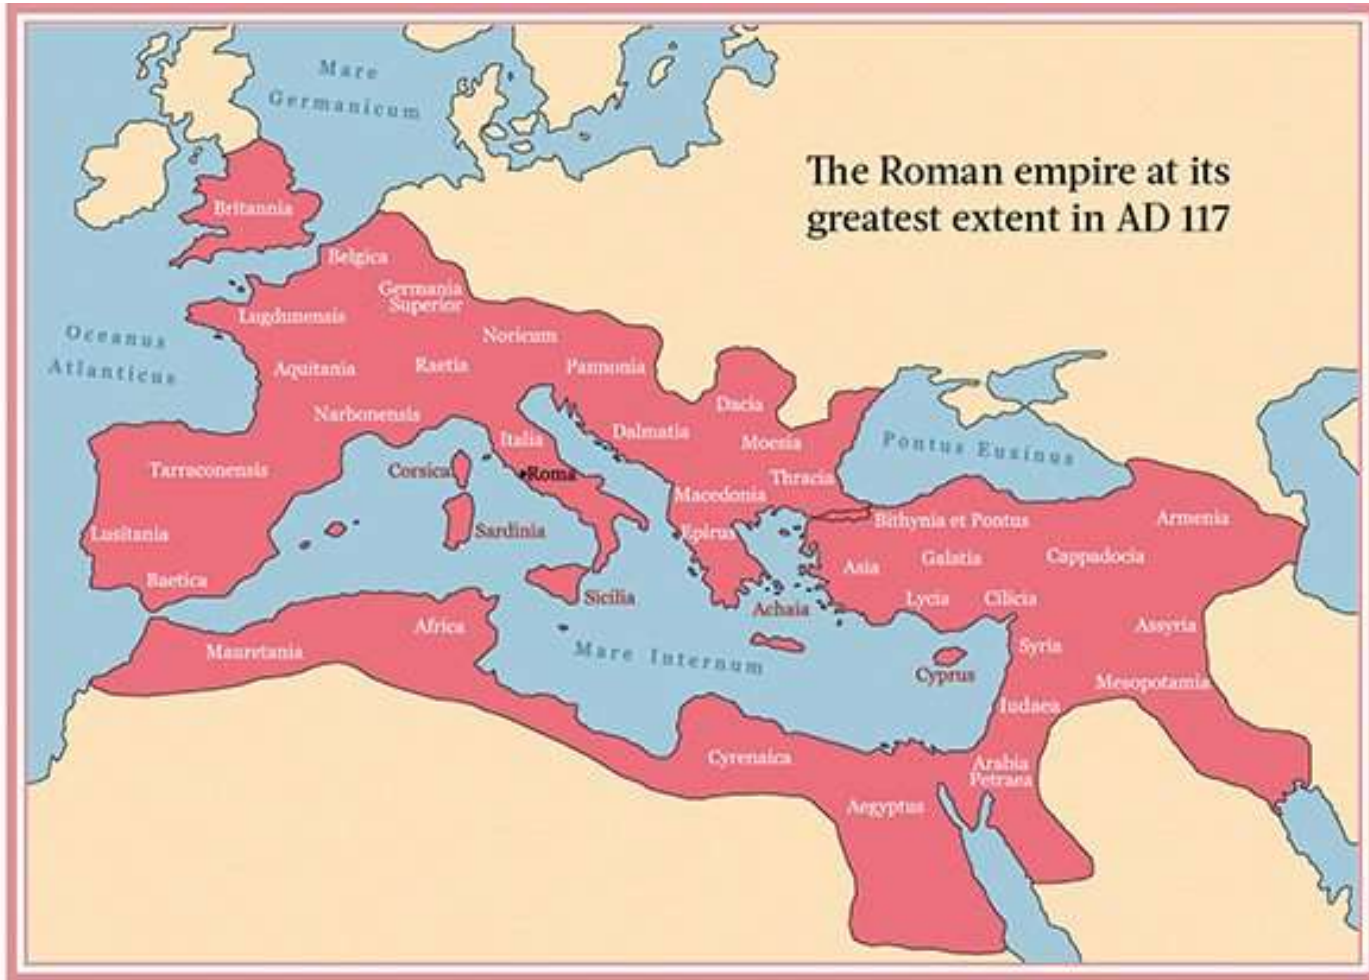 Mare
Germanicum
The Roman empire at its
greatest extent in AD 117
Britannia
Belgica
Germania
Superior
Lugdunensis
Noricum
Oceanus
Atlanticus
Aquitania
Raetia
Pannonia
Dacia
Narbonensis
Italia
Dalmatia
Moesia
Pontus Euxinus
Tarraconensis
Corsica
Roma
Thracia
Macedonia
Lusitania
Sardinia
Epirus
Bithynia et Pontus
Armenia
Baetica
Asia
Galatia
Cappadocia
Sicilia
Achaia
Lycia
Cilicia
Mauretania
Africa
Assyria
Mare Internum
Syria
Cyprus
Mesopotamia
Iudaea
Cyrenaica
Arabia
Petraea
Aegyptus